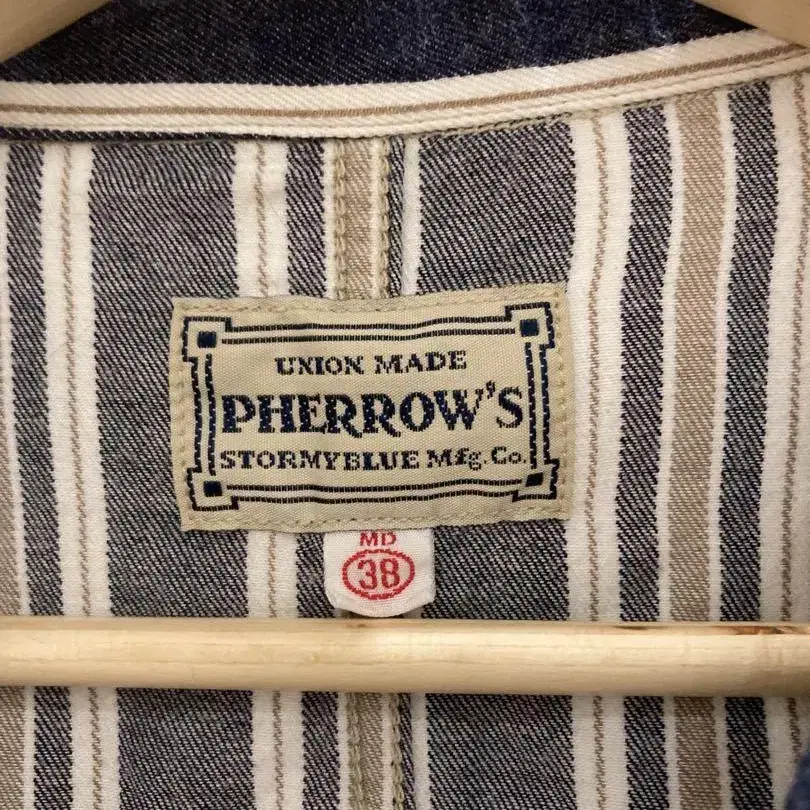 UNION MADE
PHERROW'S
STORMYBLUE Mfg. Co.
MD
38